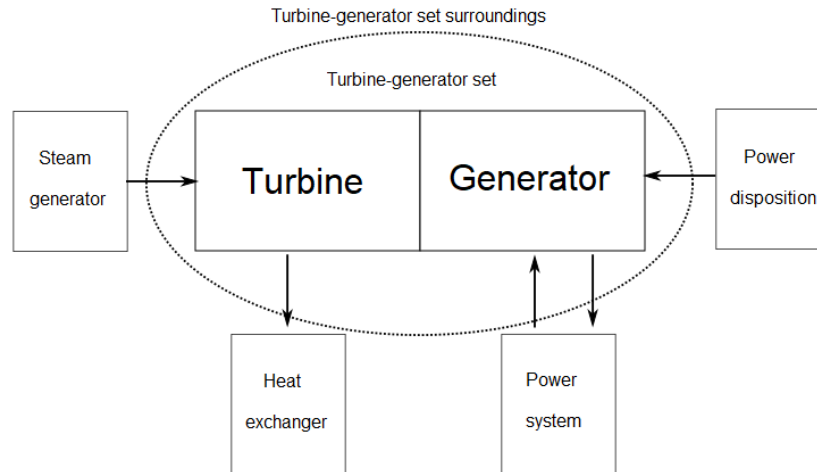 Turbine-generator set surroundings
Turbine-generator set
Steam
generator
Turbine
Generator
Power
disposition
Heat
exchanger
Power
system